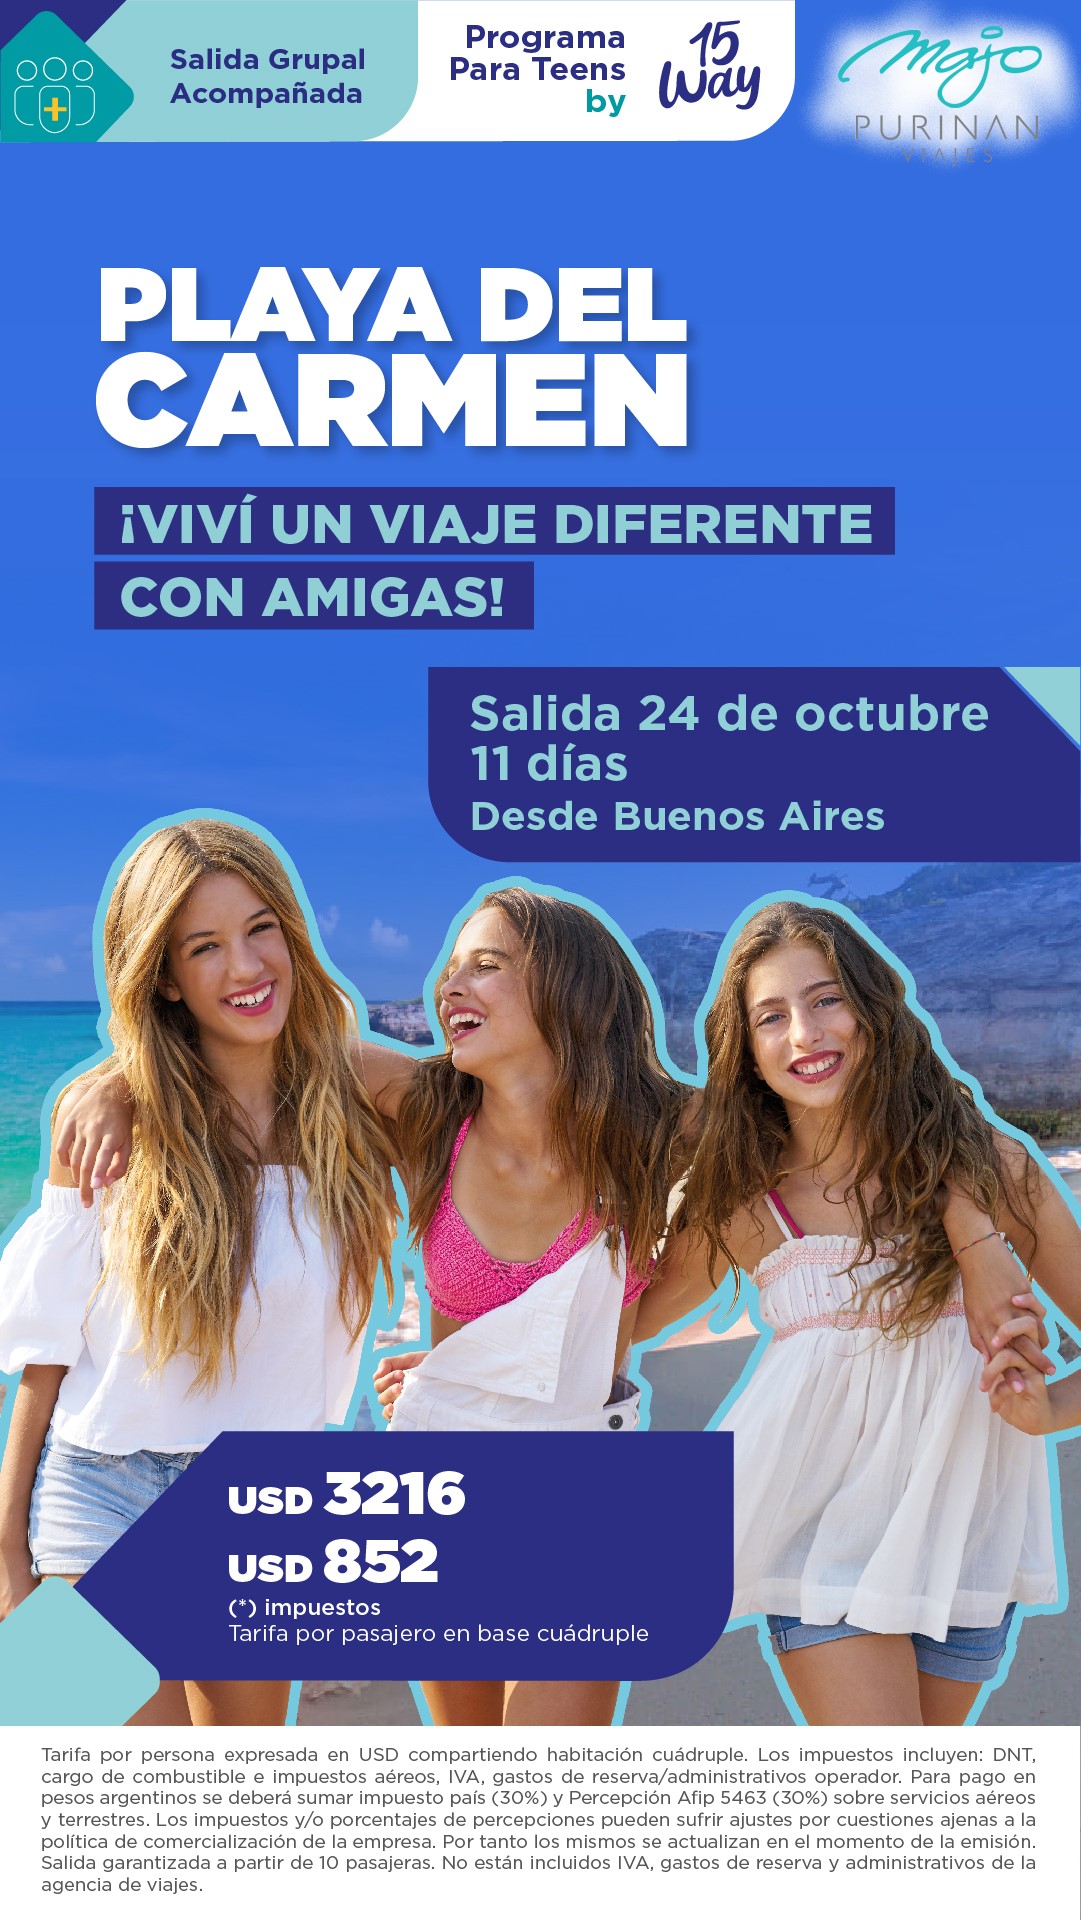 Salida Grupal
Acompañada
Programa
Para Teens
by
15
Way
Majo
PURINAN
VIAJES
PLAYA DEL
CARMEN
¡VIVÍ UN VIAJE DIFERENTE
CON AMIGAS!
Salida 24 de octubre
11 días
Desde Buenos Aires
USD 3216
USD 852
(*) impuestos
Tarifa por pasajero en base cuádruple
Tarifa por persona expresada en USD compartiendo habitación cuádruple. Los impuestos incluyen: DNT,
cargo de combustible e impuestos aéreos, IVA, gastos de reserva/administrativos operador. Para pago en
pesos argentinos se deberá sumar impuesto país (30%) y Percepción Afip 5463 (30%) sobre servicios aéreos
y terrestres. Los impuestos y/o porcentajes de percepciones pueden sufrir ajustes por cuestiones ajenas a la
política de comercialización de la empresa. Por tanto los mismos se actualizan en el momento de la emisión.
Salida garantizada a partir de 10 pasajeras. No están incluidos IVA, gastos de reserva y administrativos de la
agencia de viajes.